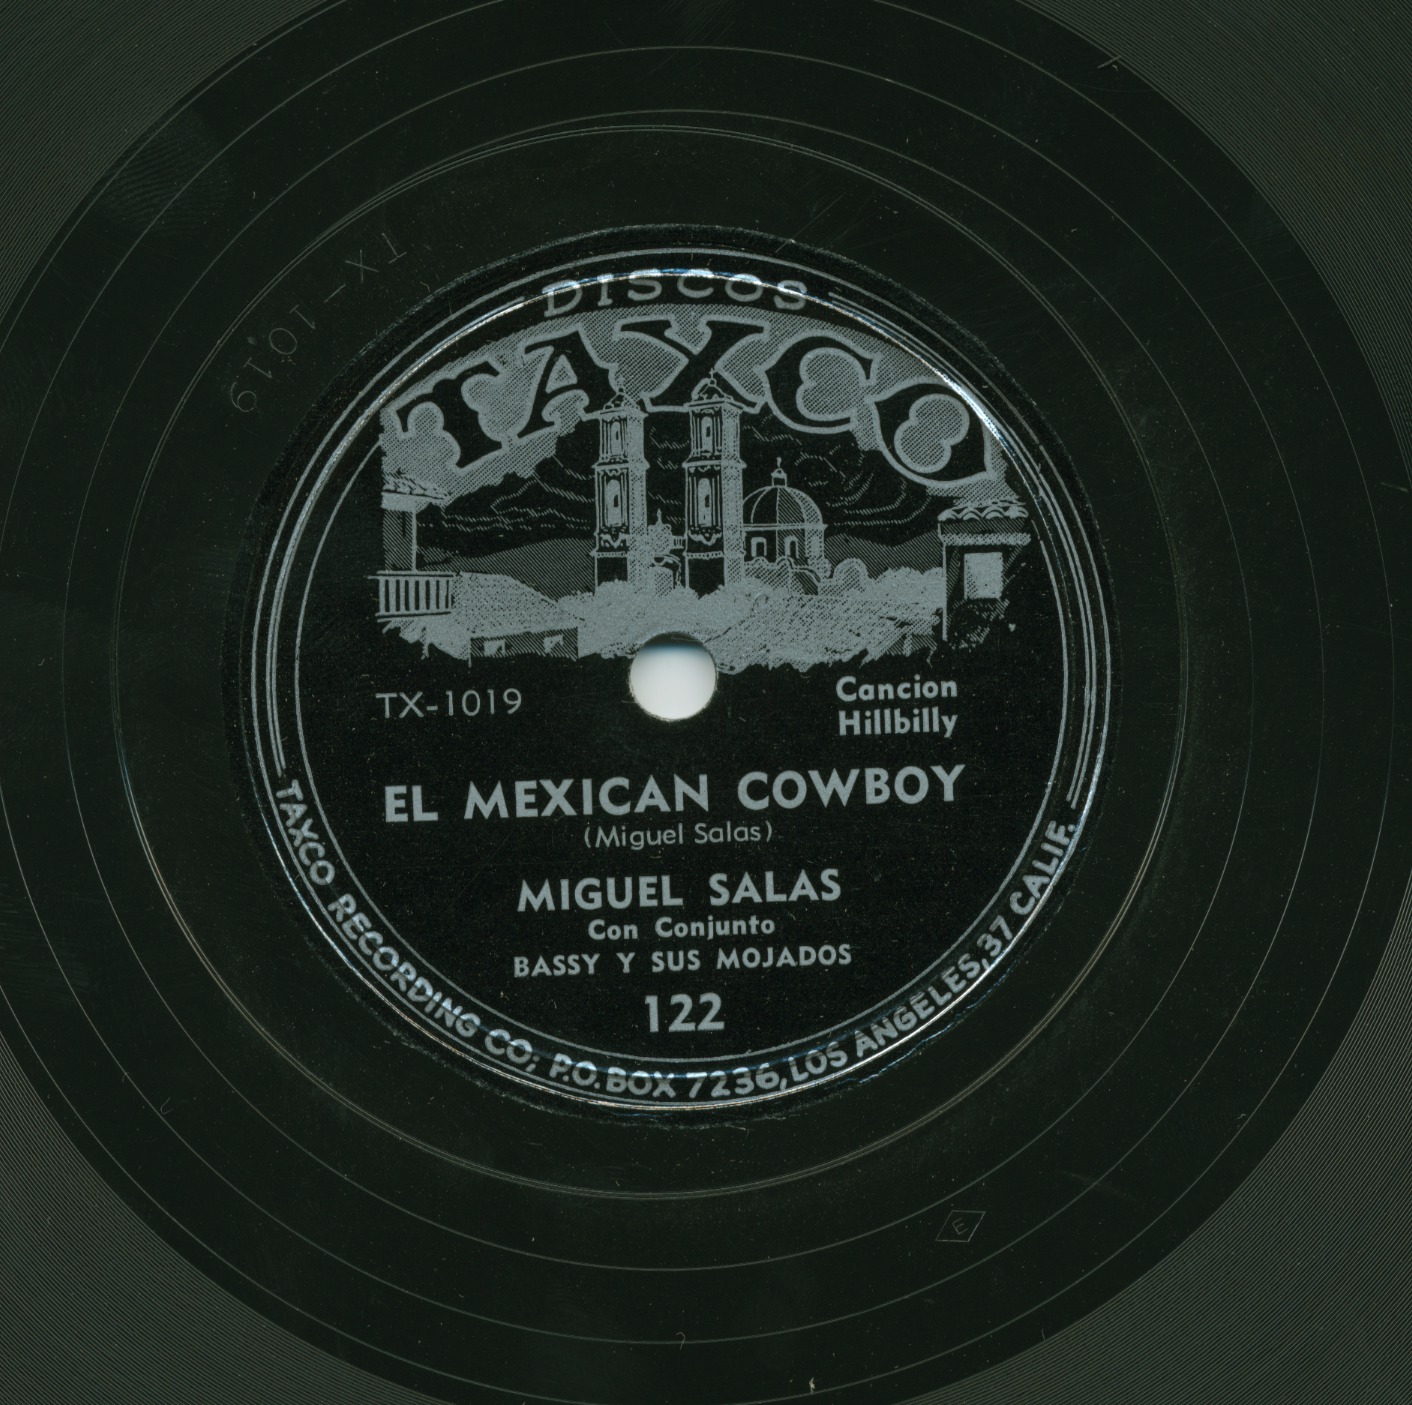 DISCOS
TAXCO
TX-1019
Cancion
Hillbilly
EL MEXICAN COWBOY
(Miguel Salas)
MIGUEL SALAS
Con Conjunto
BASSY Y SUS MOJADOS
122
TAXCO RECORDING CO; P.O. BOX 7236, LOS ANGELES, 37 CALIF.
TX-1019
E